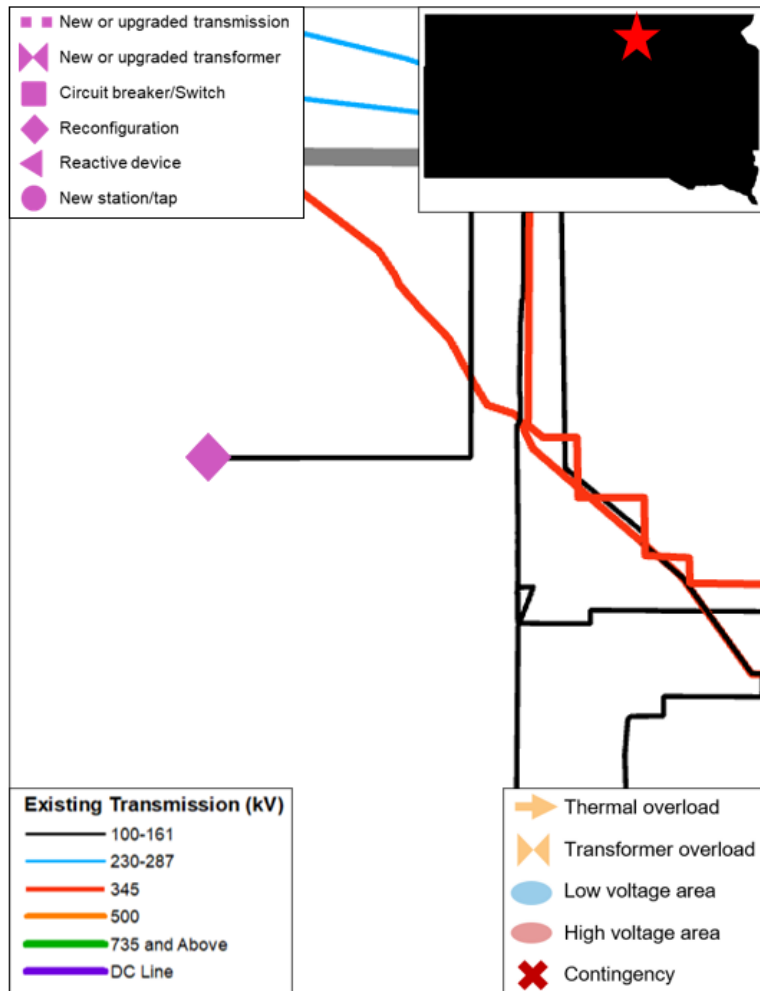 New or upgraded transmission
New or upgraded transformer
Circuit breaker/Switch
Reconfiguration
Reactive device
New station/tap
Existing Transmission (kV)
100-161
230-287
345
500
735 and Above
DC Line
Thermal overload
Transformer overload
Low voltage area
High voltage area
Contingency